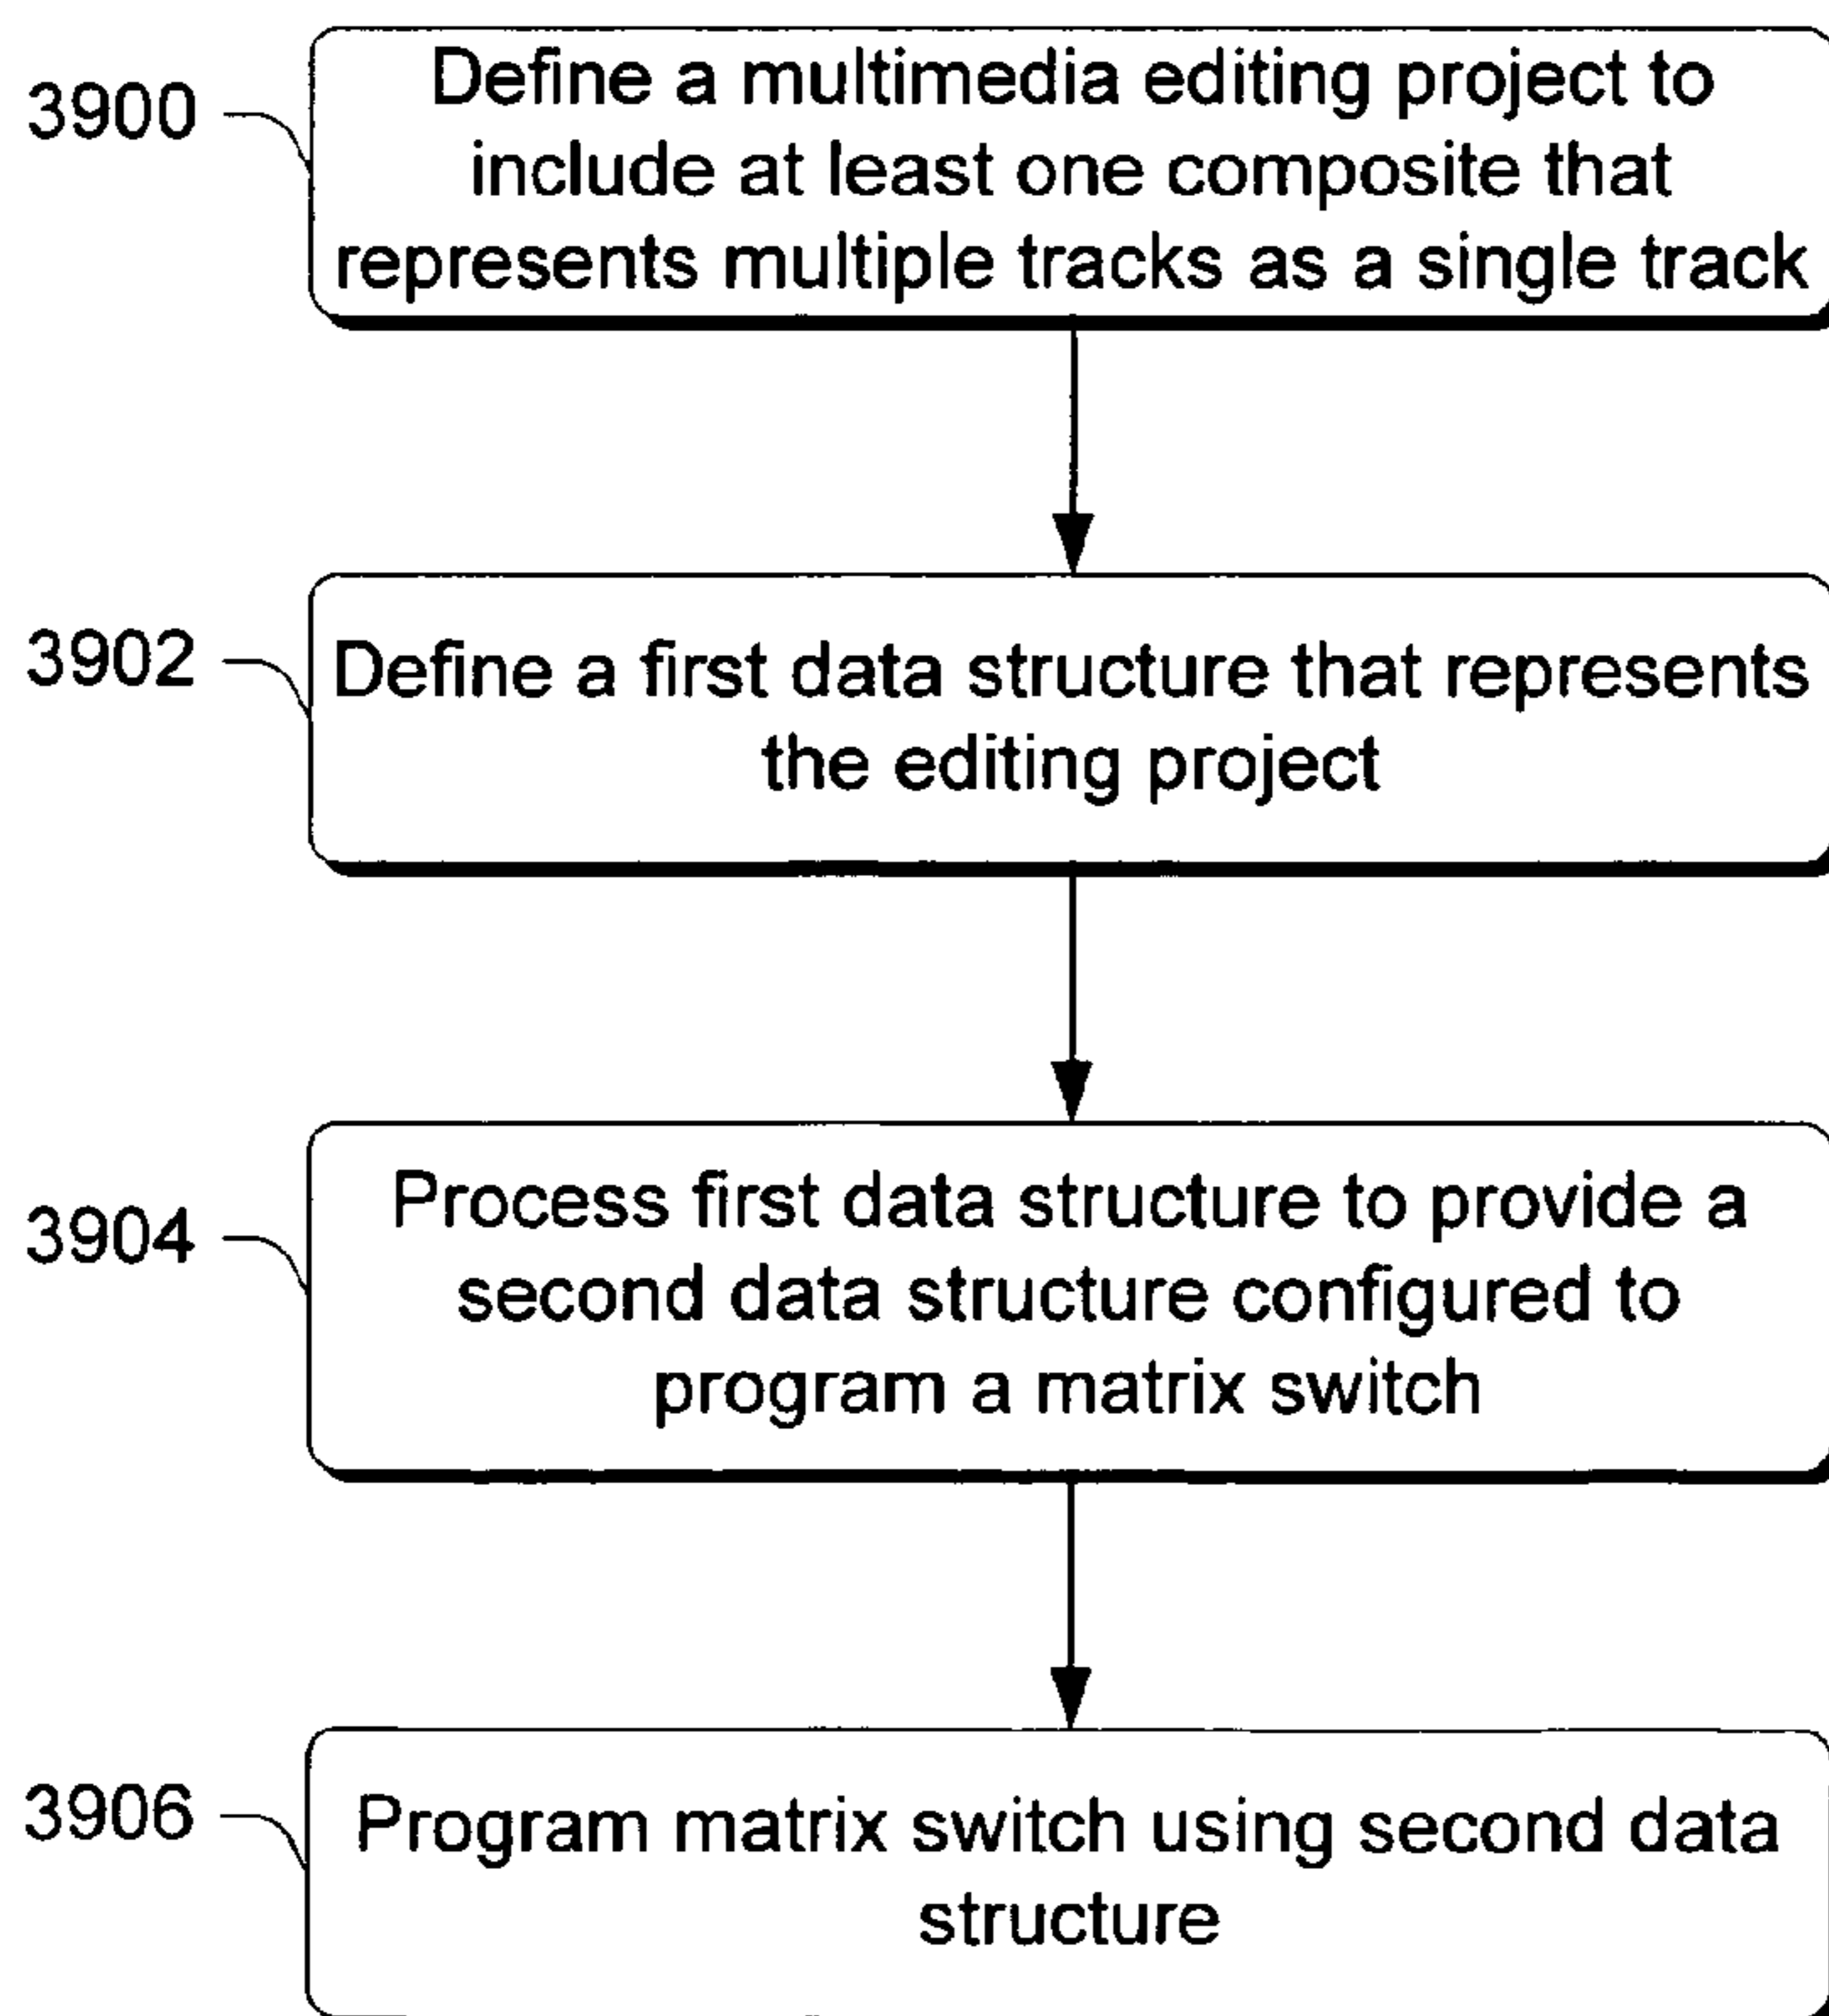 3900
Define a multimedia editing project to
include at least one composite that
represents multiple tracks as a single track
3902
Define a first data structure that represents
the editing project
3904
Process first data structure to provide a
second data structure configured to
program a matrix switch
3906
Program matrix switch using second data
structure